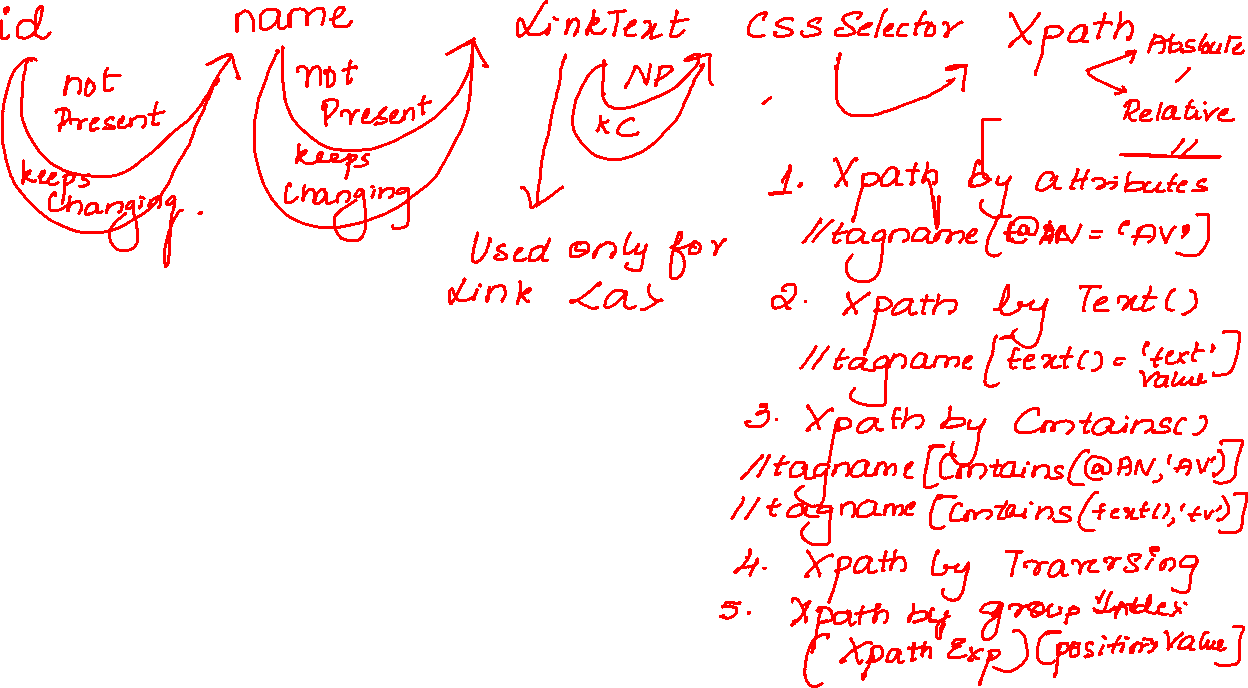 id name LinkText CSS Selector Xpath
Absolute
/
Relative
//
not
Present
keeps
Changing
not
Present
keeps
Changing
NP
KC
Used only for
Link <a>
1. Xpath by attributes
//tagname[@AN = 'AV']
2. Xpath by Text()
//tagname[text() = 'text Value']
3. Xpath by Contains()
//tagname[Contains(@AN,'AV')]
//tagname[Contains(text(),'tv')]
4. Xpath by Traversing
5. Xpath by group Index
(Xpath Exp)[position Value]